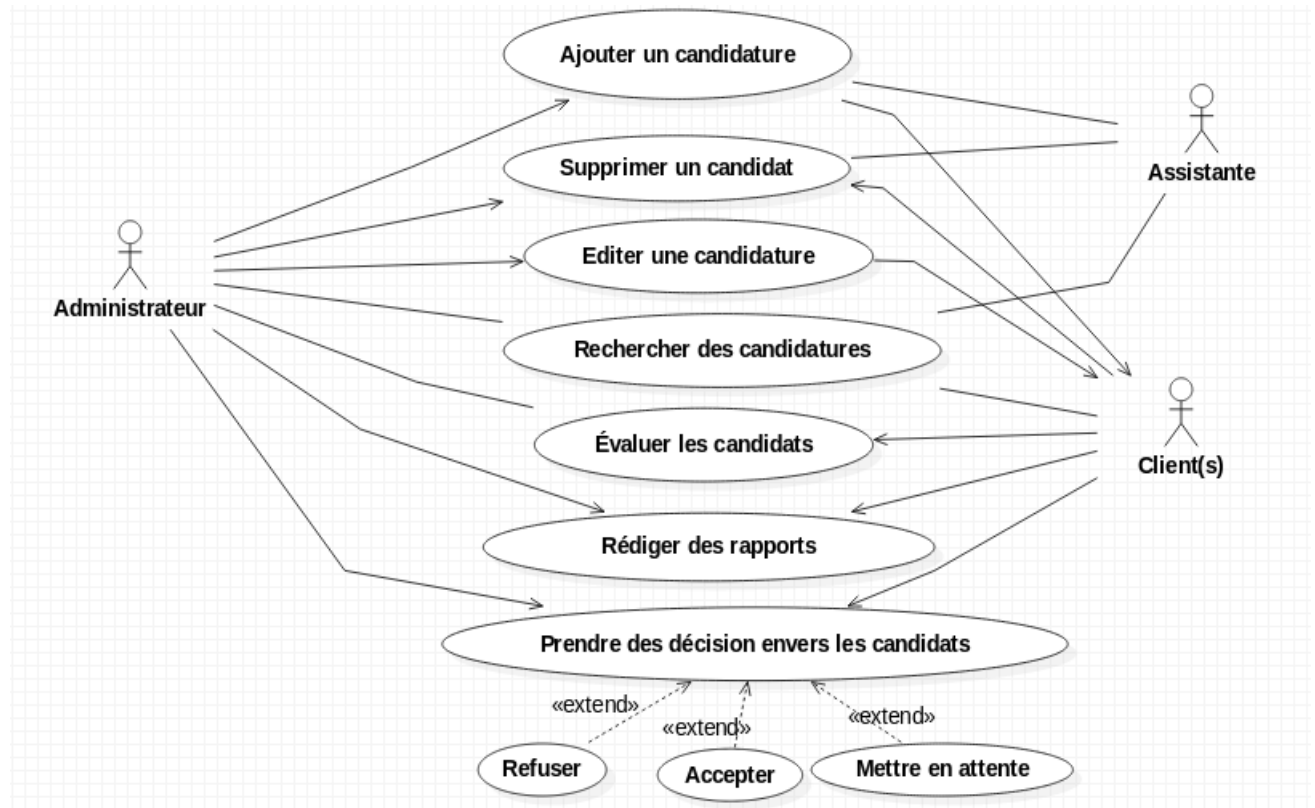 Ajouter un candidature
Assistante
Supprimer un candidat
Editer une candidature
Administrateur
Rechercher des candidatures
Évaluer les candidats
Client(s)
Rédiger des rapports
Prendre des décision envers les candidats
«extend»
«extend»
«extend»
Refuser
Accepter
Mettre en attente